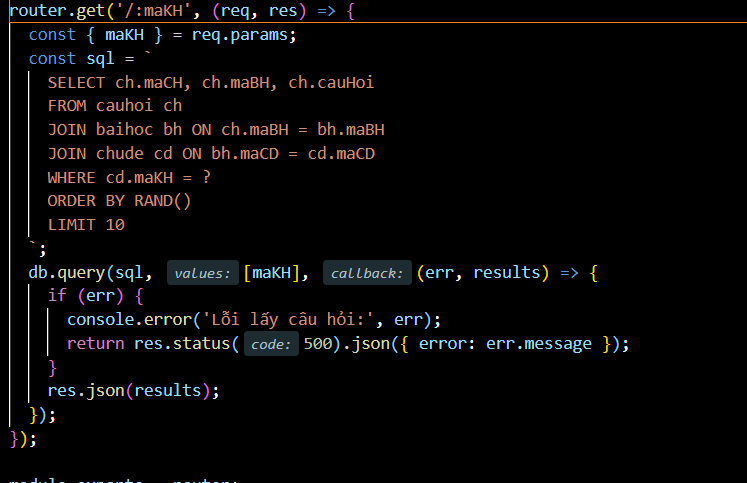 router.get('/:maKH', (req, res) => {
const { maKH } = req.params;
const sql = `
SELECT ch.maCH, ch.maBH, ch.cauHoi
FROM cauhoi ch
JOIN baihoc bh ON ch.maBH = bh.maBH
JOIN chude cd ON bh.maCD = cd.maCD
WHERE cd.maKH = ?
ORDER BY RAND()
LIMIT 10
`;
db.query(sql, values: [maKH], callback: (err, results) => {
if (err) {
console.error('Lỗi lấy câu hỏi:', err);
return res.status( code: 500).json({ error: err.message });
}
res.json(results);
});
});
module.exports = router;